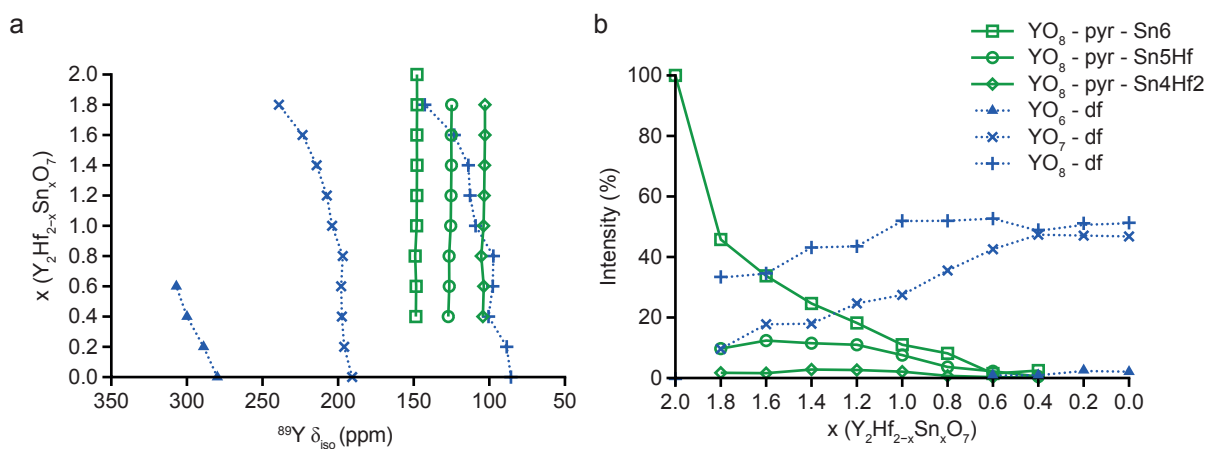 a
x (Y₂Hf₂₋ₓSnₓO₇)
2.0
1.8
1.6
1.4
1.2
1.0
0.8
0.6
0.4
0.2
0.0
350 300 250 200 150 100 50
⁸⁹Y δiso (ppm)
b
YO₈ - pyr - Sn6
YO₈ - pyr - Sn5Hf
YO₈ - pyr - Sn4Hf2
YO₆ - df
YO₇ - df
YO₈ - df
Intensity (%)
100
80
60
40
20
0
2.0 1.8 1.6 1.4 1.2 1.0 0.8 0.6 0.4 0.2 0.0
x (Y₂Hf₂₋ₓSnₓO₇)